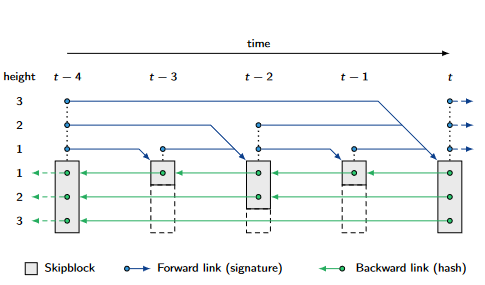 time
height t − 4 t − 3 t − 2 t − 1 t
3
2
1
1
2
3
Skipblock Forward link (signature) Backward link (hash)